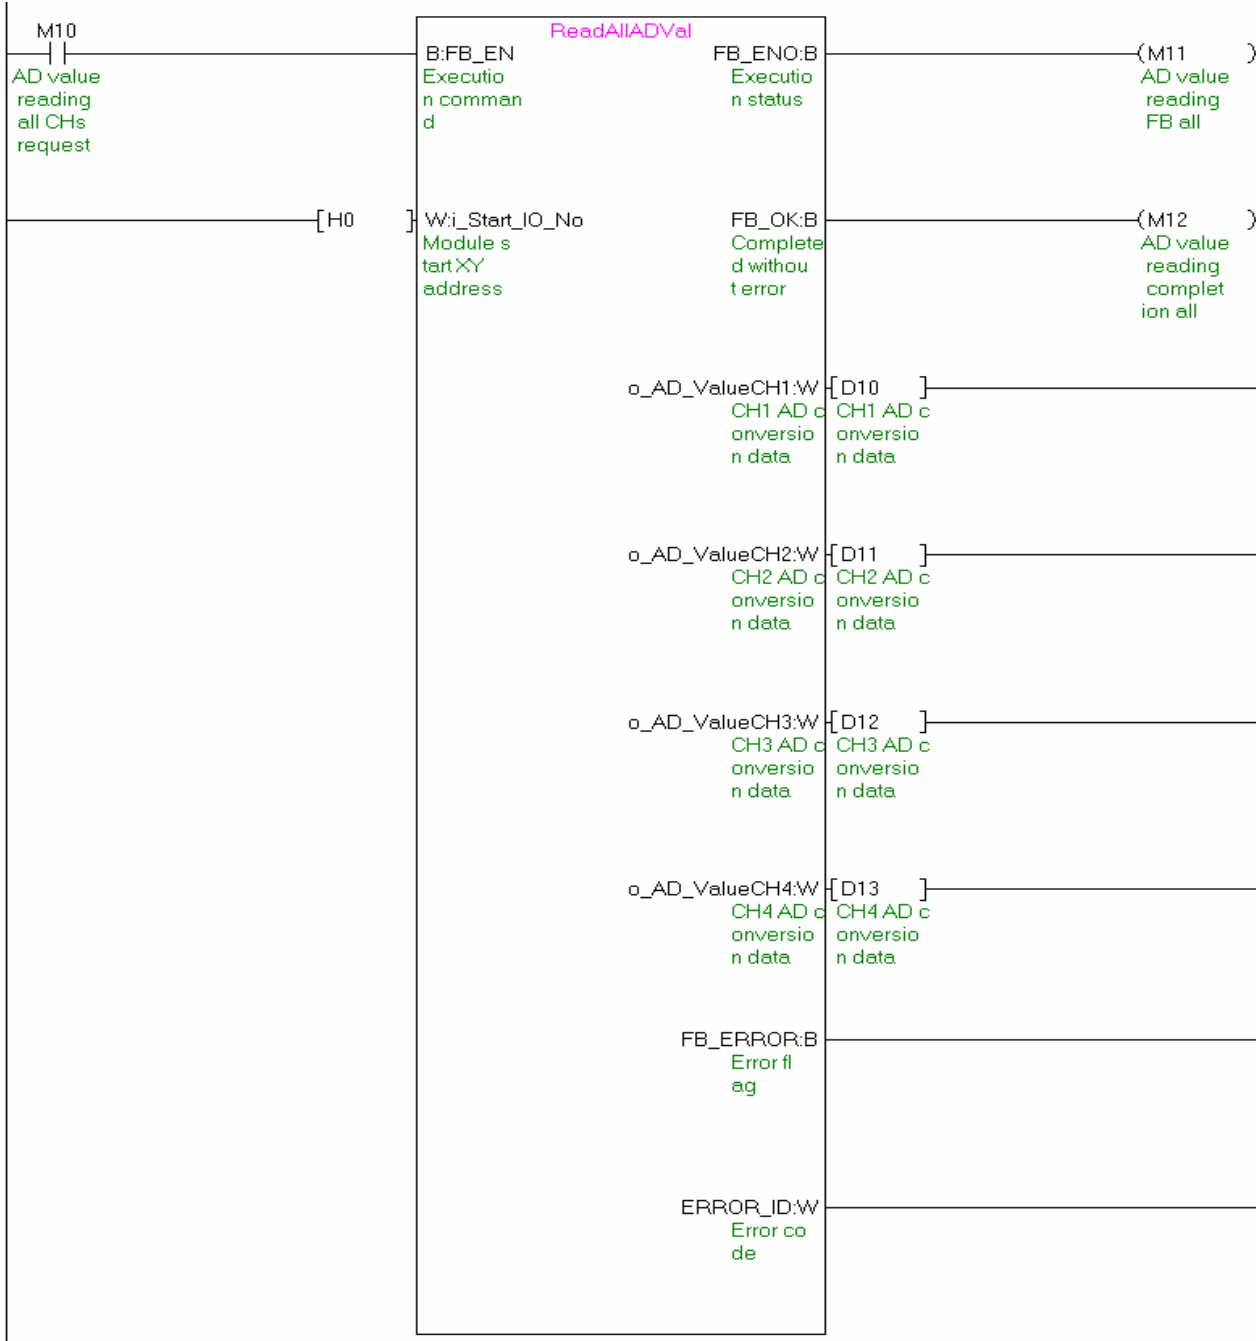 ReadAllADVal
M10
B:FB_EN
FB_ENO:B
(M11 )
AD value
reading
all CHs
request
Executio
n comman
d
Executio
n status
AD value
reading
FB all
[H0 ]
W:i_Start_IO_No
FB_OK:B
(M12 )
Module s
tart XY
address
Complete
d withou
t error
AD value
reading
complet
ion all
o_AD_ValueCH1:W
[D10 ]
CH1 AD c
onversio
n data
CH1 AD c
onversio
n data
o_AD_ValueCH2:W
[D11 ]
CH2 AD c
onversio
n data
CH2 AD c
onversio
n data
o_AD_ValueCH3:W
[D12 ]
CH3 AD c
onversio
n data
CH3 AD c
onversio
n data
o_AD_ValueCH4:W
[D13 ]
CH4 AD c
onversio
n data
CH4 AD c
onversio
n data
FB_ERROR:B
Error fl
ag
ERROR_ID:W
Error co
de